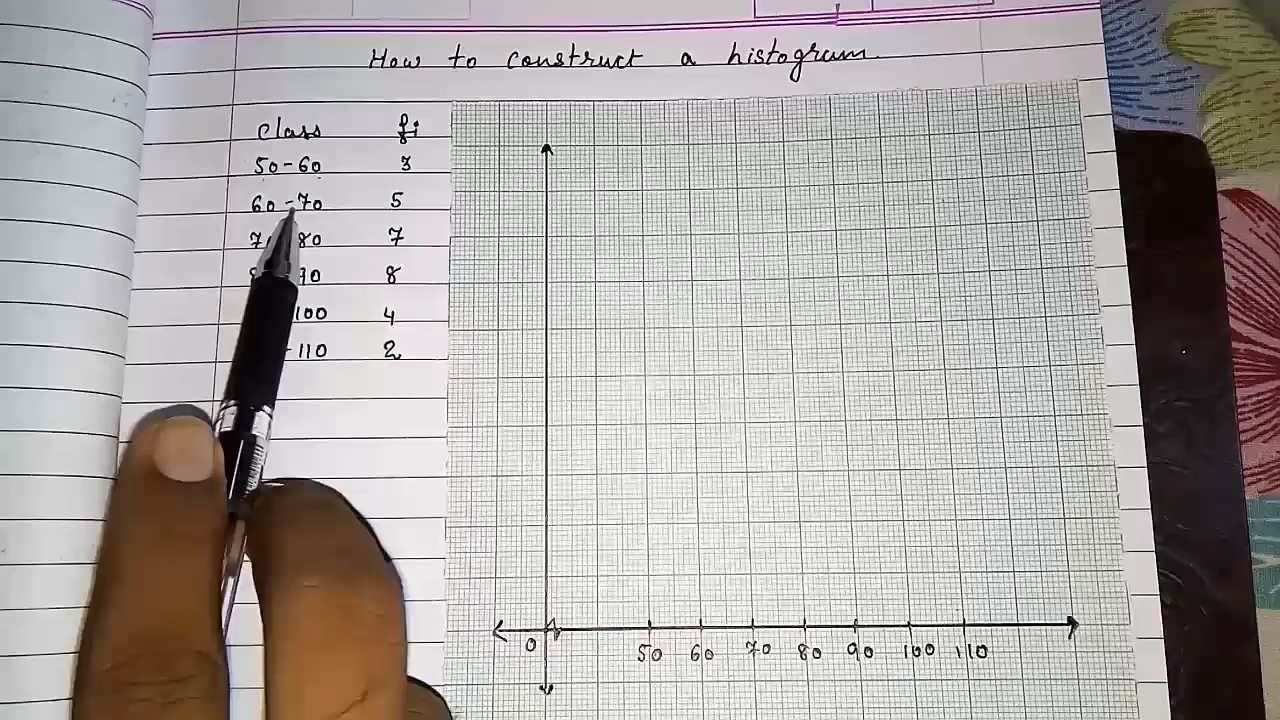 How to construct a histogram.
class fi
50-60 3
60-70 5
80 7
90 8
100 4
-110 2
0 50 60 70 80 90 100 110